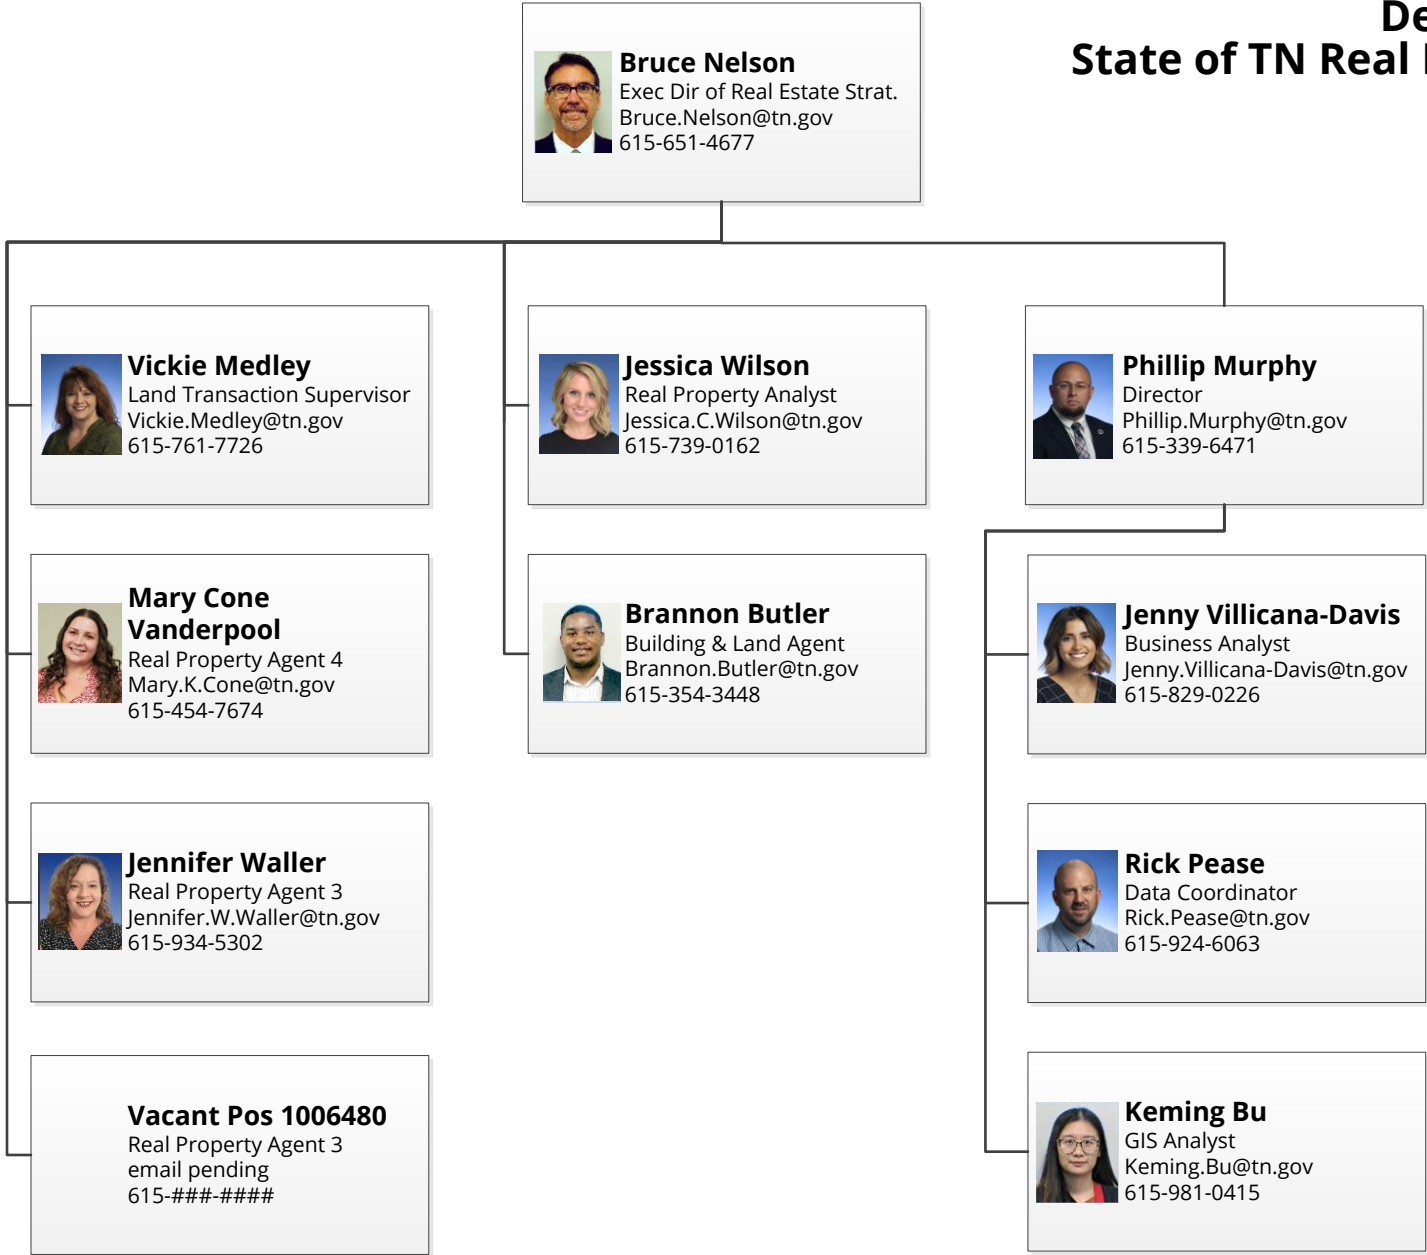 De
State of TN Real
Bruce Nelson
Exec Dir of Real Estate Strat.
Bruce.Nelson@tn.gov
615-651-4677
Vickie Medley
Land Transaction Supervisor
Vickie.Medley@tn.gov
615-761-7726
Jessica Wilson
Real Property Analyst
Jessica.C.Wilson@tn.gov
615-739-0162
Phillip Murphy
Director
Phillip.Murphy@tn.gov
615-339-6471
Mary Cone
Vanderpool
Real Property Agent 4
Mary.K.Cone@tn.gov
615-454-7674
Brannon Butler
Building & Land Agent
Brannon.Butler@tn.gov
615-354-3448
Jenny Villicana-Davis
Business Analyst
Jenny.Villicana-Davis@tn.gov
615-829-0226
Jennifer Waller
Real Property Agent 3
Jennifer.W.Waller@tn.gov
615-934-5302
Rick Pease
Data Coordinator
Rick.Pease@tn.gov
615-924-6063
Vacant Pos 1006480
Real Property Agent 3
email pending
615-###-####
Keming Bu
GIS Analyst
Keming.Bu@tn.gov
615-981-0415